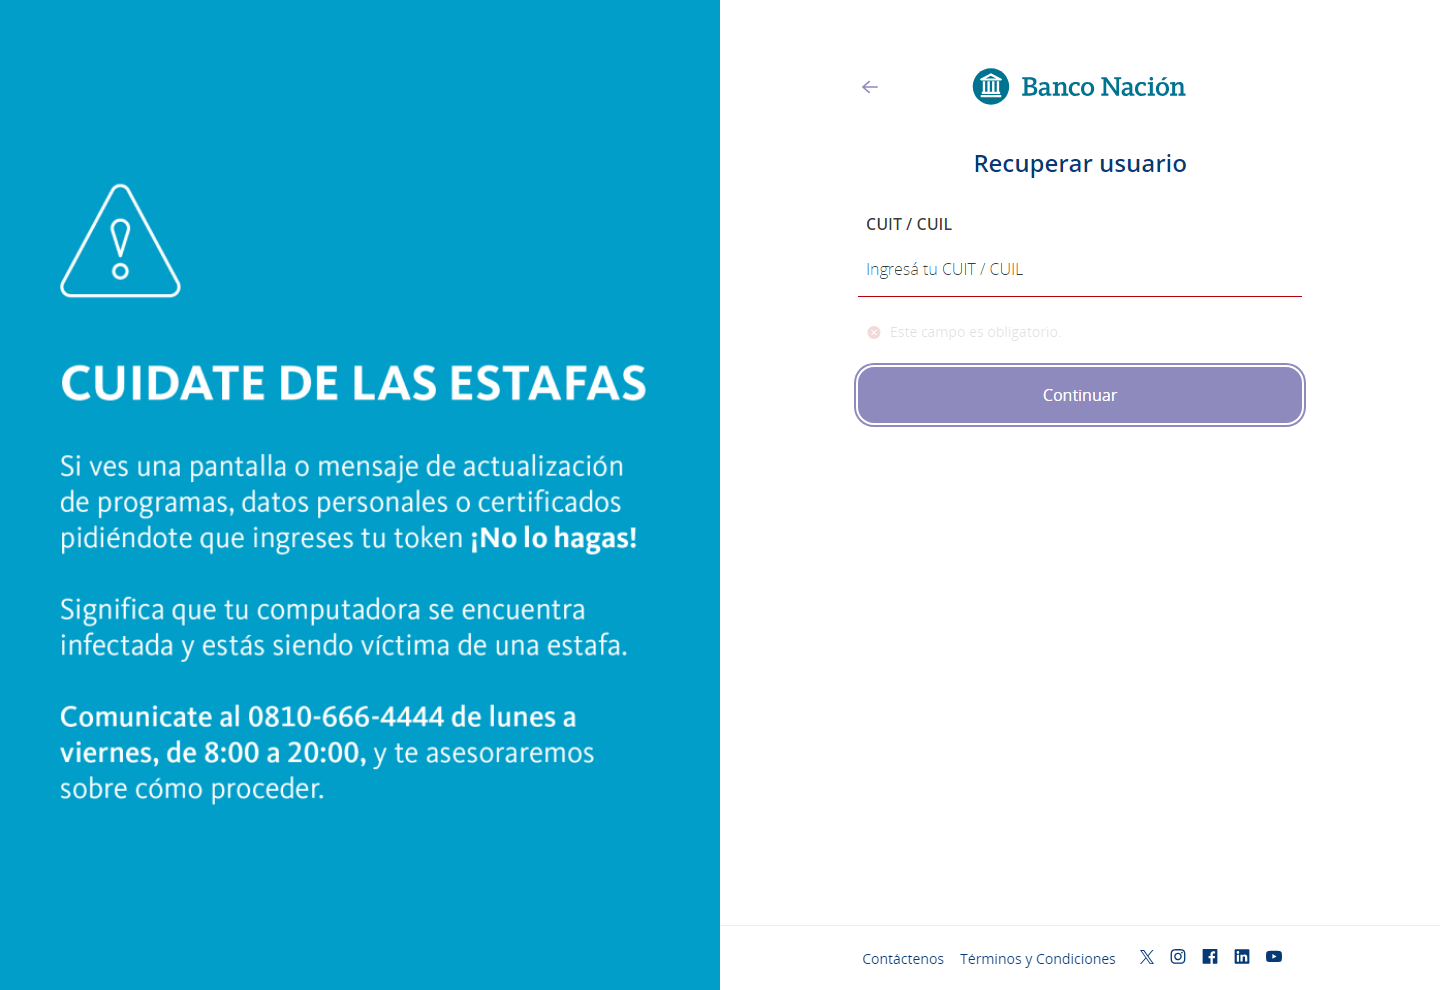 CUIDATE DE LAS ESTAFAS
Si ves una pantalla o mensaje de actualización
de programas, datos personales o certificados
pidiéndote que ingreses tu token ¡No lo hagas!
Significa que tu computadora se encuentra
infectada y estás siendo víctima de una estafa.
Comunicate al 0810-666-4444 de lunes a
viernes, de 8:00 a 20:00, y te asesoraremos
sobre cómo proceder.
Banco Nación
Recuperar usuario
CUIT / CUIL
Ingresá tu CUIT / CUIL
Este campo es obligatorio.
Continuar
Contáctenos Términos y Condiciones